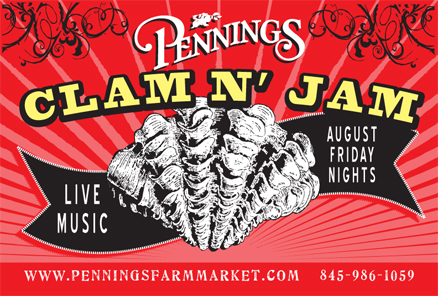 PENNINGS
CLAM N' JAM
LIVE
MUSIC
AUGUST
FRIDAY
NIGHTS
WWW.PENNINGSFARMMARKET.COM 845-986-1059